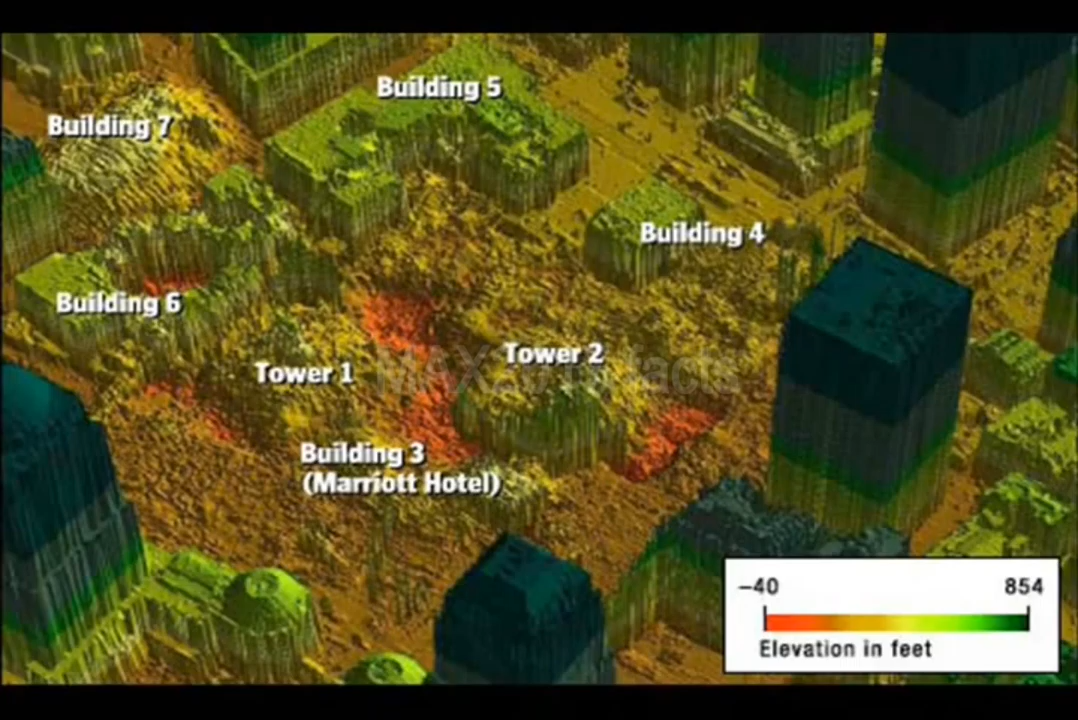 Building 5
Building 7
Building 4
Building 6
Tower 2
Tower 1
Building 3
(Marriott Hotel)
-40 854
Elevation in feet